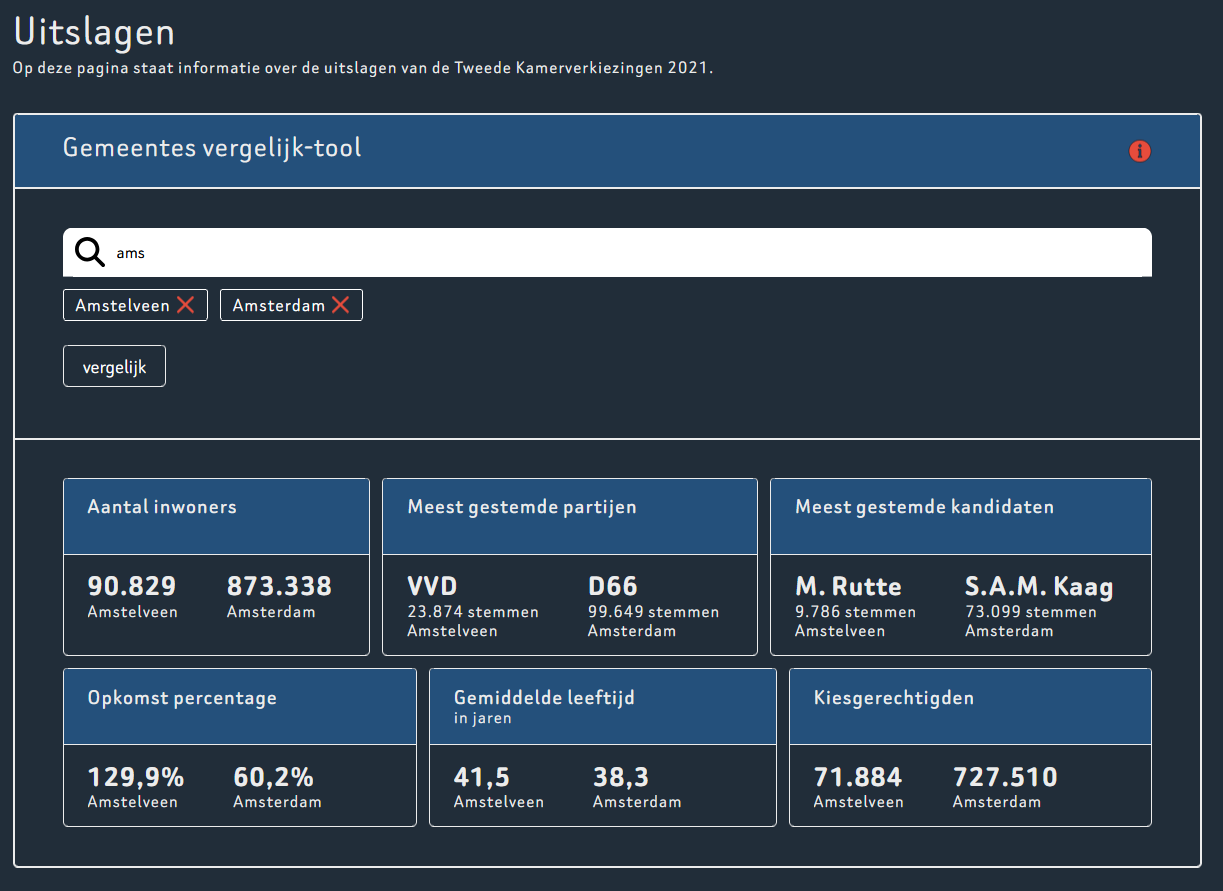 Uitslagen
Op deze pagina staat informatie over de uitslagen van de Tweede Kamerverkiezingen 2021.
Gemeentes vergelijk-tool
i
ams
Amstelveen
Amsterdam
vergelijk
Aantal inwoners
90.829
Amstelveen
873.338
Amsterdam
Meest gestemde partijen
VVD
23.874 stemmen
Amstelveen
D66
99.649 stemmen
Amsterdam
Meest gestemde kandidaten
M. Rutte
9.786 stemmen
Amstelveen
S.A.M. Kaag
73.099 stemmen
Amsterdam
Opkomst percentage
129,9%
Amstelveen
60,2%
Amsterdam
Gemiddelde leeftijd
in jaren
41,5
Amstelveen
38,3
Amsterdam
Kiesgerechtigden
71.884
Amstelveen
727.510
Amsterdam